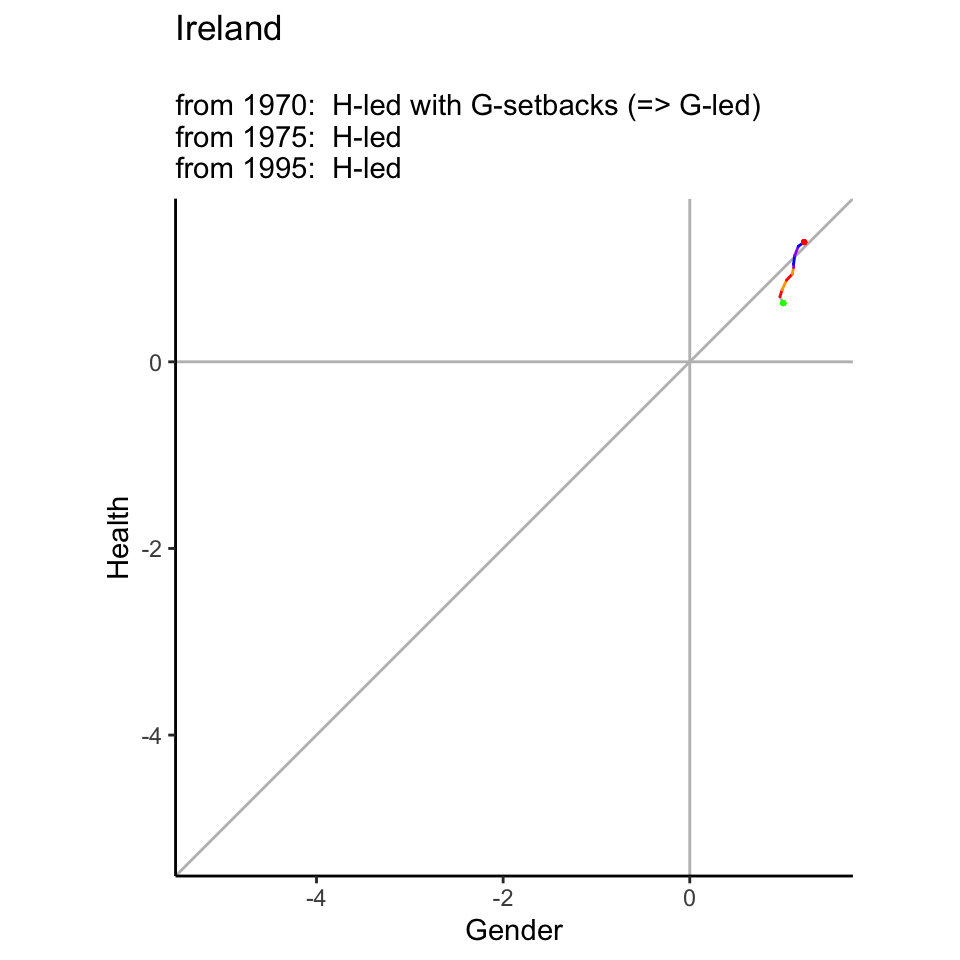 Ireland
from 1970:  H-led with G-setbacks (=> G-led)
from 1975:  H-led
from 1995:  H-led
0
-2
-4
Health
-4
-2
0
Gender